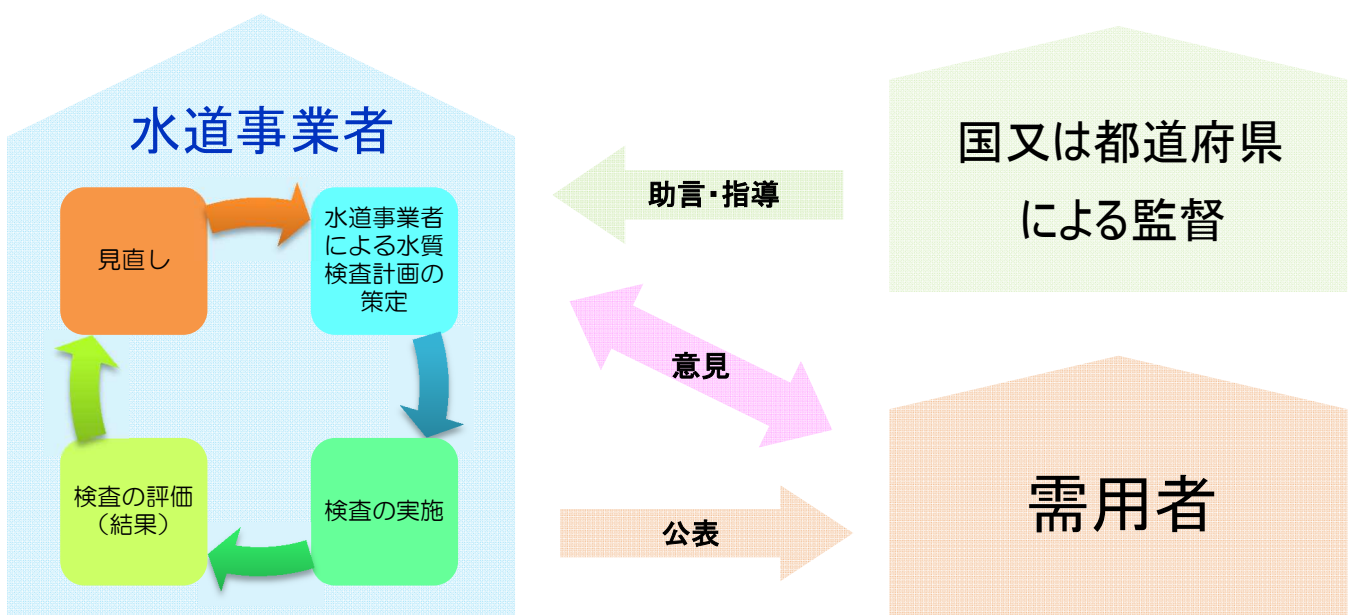 水道事業者
見直し
水道事業者
による水質
検査計画の
策定
検査の評価
（結果）
検査の実施
助言・指導
意見
公表
国又は都道府県
による監督
需用者